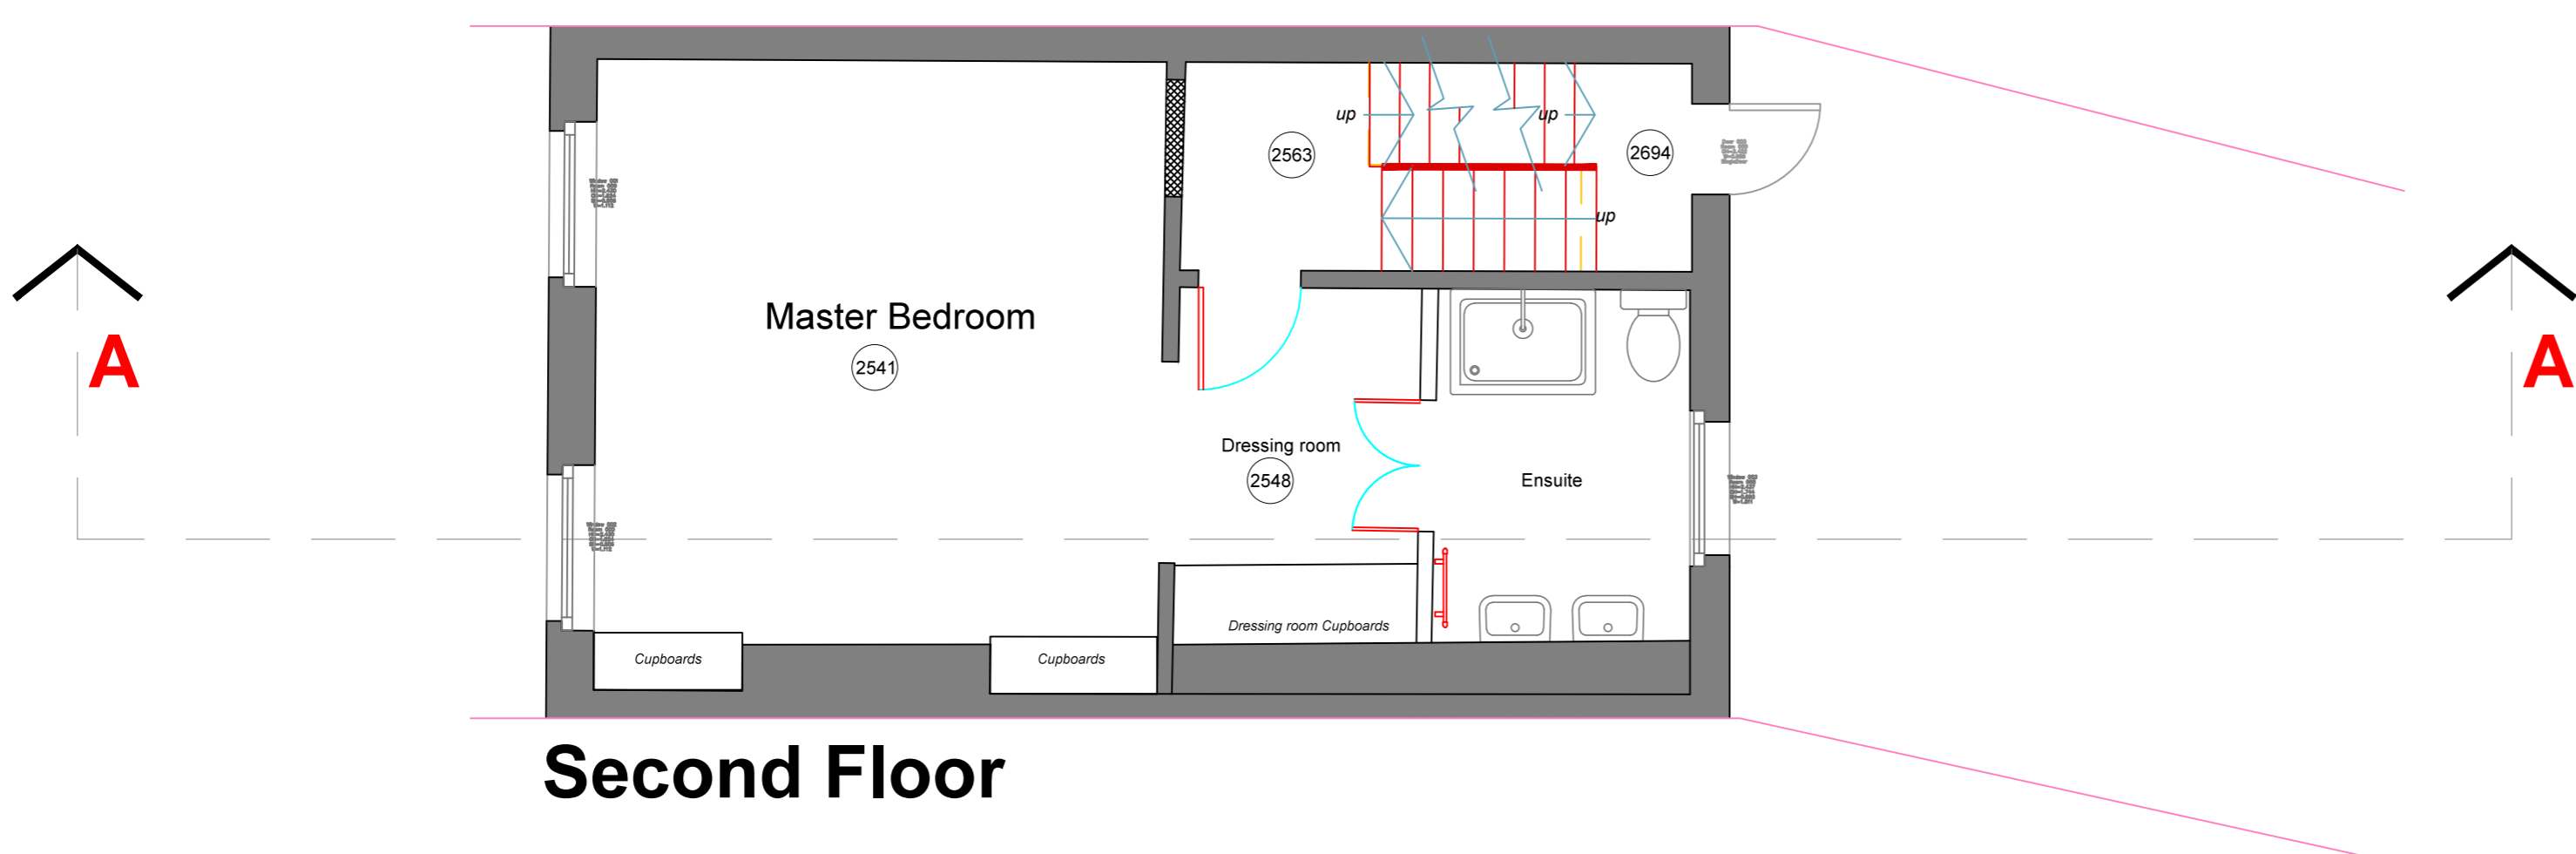 up
up
2563
2694
up
Master Bedroom
2541
A
A
Dressing room
2548
Ensuite
Dressing room Cupboards
Cupboards
Cupboards
Second Floor